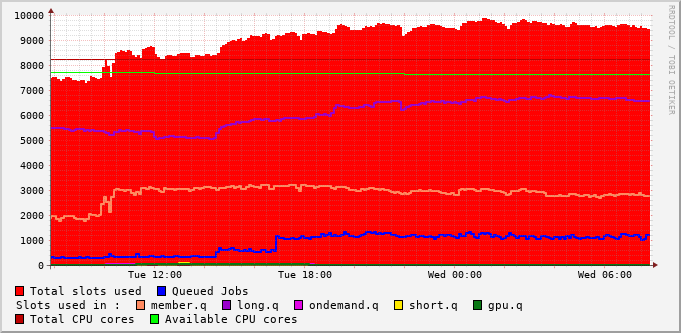 RRDTOOL / TOBI OETIKER
10000
9000
8000
7000
6000
5000
4000
3000
2000
1000
0
Tue 12:00 Tue 18:00 Wed 00:00 Wed 06:00
Total slots used Queued Jobs
Slots used in : member.q long.q ondemand.q short.q gpu.q
Total CPU cores Available CPU cores